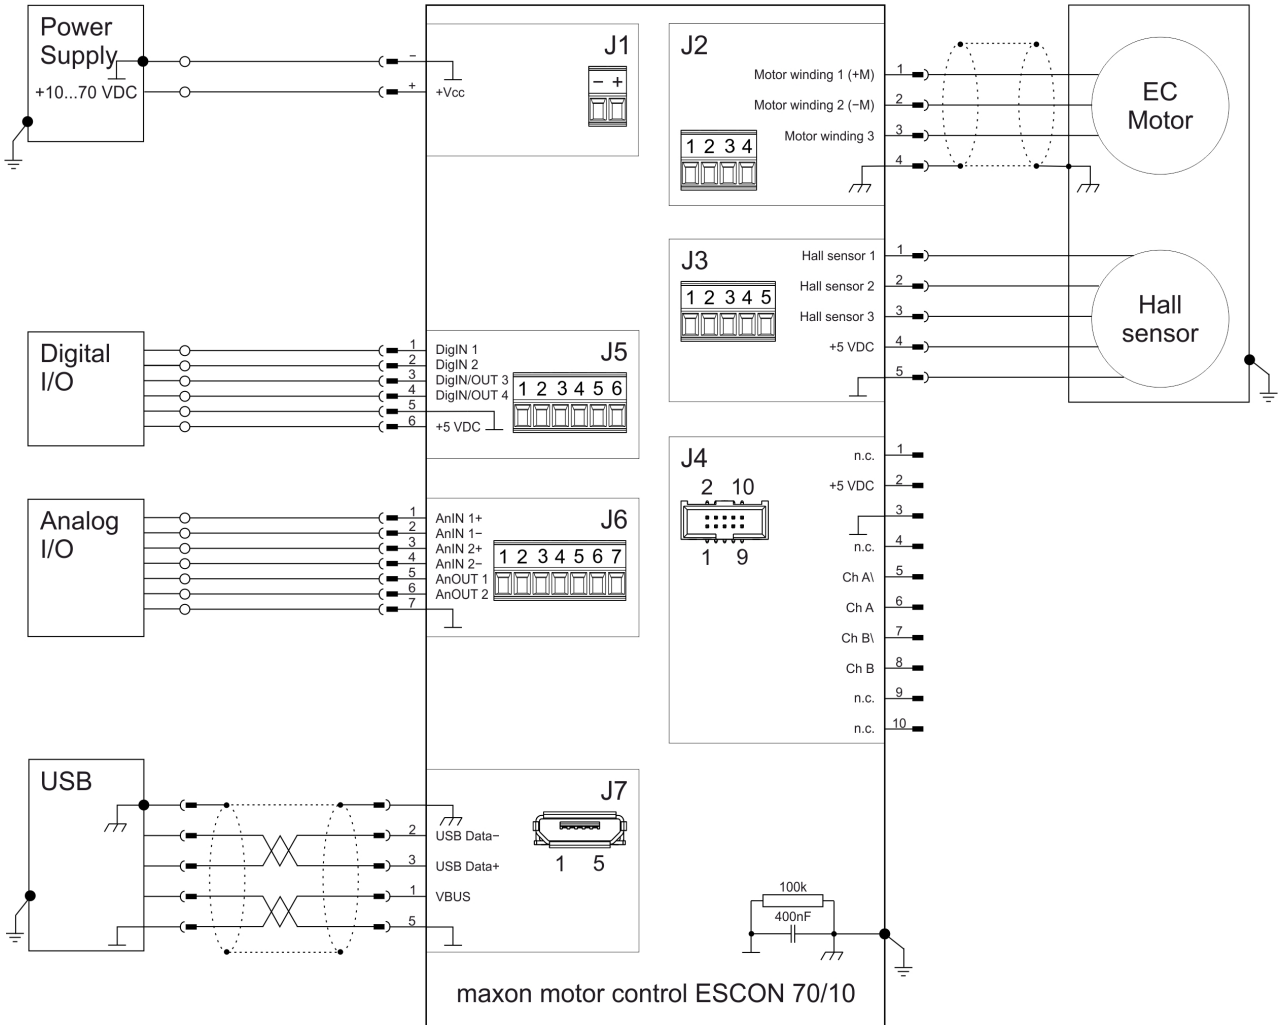 Power
Supply
+10...70 VDC
−
+
+Vcc
J1
− +
J2
Motor winding 1 (+M)
1
Motor winding 2 (−M)
2
Motor winding 3
3
4
1 2 3 4
EC
Motor
J3
Hall sensor 1
1
Hall sensor 2
2
Hall sensor 3
3
+5 VDC
4
5
1 2 3 4 5
Hall
sensor
Digital
I/O
1
DigIN 1
2
DigIN 2
3
DigIN/OUT 3
4
DigIN/OUT 4
5
6
+5 VDC
J5
1 2 3 4 5 6
J4
2 10
1 9
n.c.
1
+5 VDC
2
3
n.c.
4
Ch A\
5
Ch A
6
Ch B\
7
Ch B
8
n.c.
9
n.c.
10
Analog
I/O
1
AnIN 1+
2
AnIN 1−
3
AnIN 2+
4
AnIN 2−
5
AnOUT 1
6
AnOUT 2
7
J6
1 2 3 4 5 6 7
USB
2
USB Data−
3
USB Data+
1
VBUS
5
J7
1 5
100k
400nF
maxon motor control ESCON 70/10